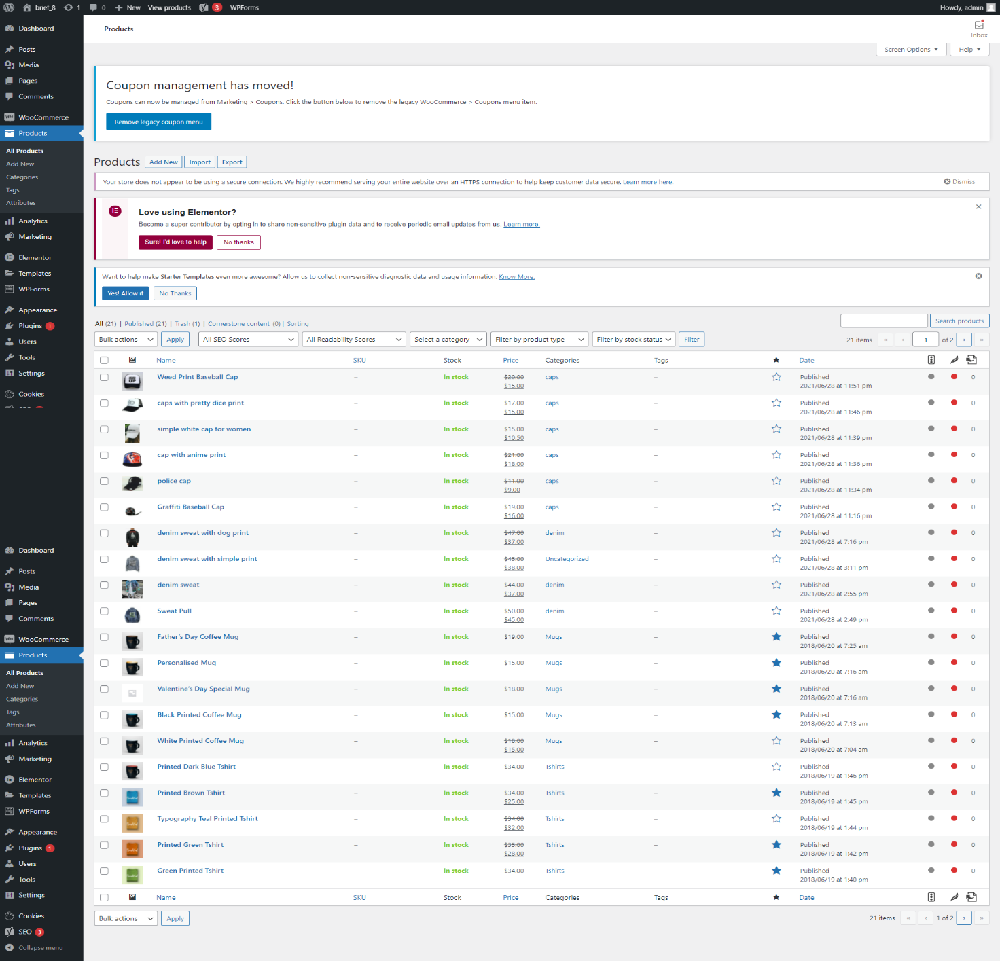 brief_8 1 0 New View products 3 WPForms Howdy, admin
Dashboard
Posts
Media
Pages
Comments
WooCommerce
Products
All Products
Add New
Categories
Tags
Attributes
Analytics
Marketing
Elementor
Templates
WPForms
Appearance
Plugins 1
Users
Tools
Settings
Cookies
Dashboard
Posts
Media
Pages
Comments
WooCommerce
Products
All Products
Add New
Categories
Tags
Attributes
Analytics
Marketing
Elementor
Templates
WPForms
Appearance
Plugins 1
Users
Tools
Settings
Cookies
SEO 3
Collapse menu
Products
Inbox
Screen Options Help
Coupon management has moved!
Coupons can now be managed from Marketing > Coupons. Click the button below to remove the legacy WooCommerce > Coupons menu item.
Remove legacy coupon menu
Products Add New Import Export
Your store does not appear to be using a secure connection. We highly recommend serving your entire website over an HTTPS connection to help keep customer data secure. Learn more here. Dismiss
Love using Elementor?
Become a super contributor by opting in to share non-sensitive plugin data and to receive periodic email updates from us. Learn more.
Sure! I'd love to help No thanks
Want to help make Starter Templates even more awesome? Allow us to collect non-sensitive diagnostic data and usage information. Know More.
Yes! Allow it No Thanks
All (21) | Published (21) | Trash (1) | Cornerstone content (0) | Sorting
Search products
Bulk actions Apply All SEO Scores All Readability Scores Select a category Filter by product type Filter by stock status Filter 21 items « ‹ 1 of 2 › »
Name SKU Stock Price Categories Tags Date
Weed Print Baseball Cap – In stock $20.00 caps – Published 0
$15.00 2021/06/28 at 11:51 pm
caps with pretty dice print – In stock $17.00 caps – Published 0
$15.00 2021/06/28 at 11:46 pm
simple white cap for women – In stock $15.00 caps – Published 0
$10.50 2021/06/28 at 11:39 pm
cap with anime print – In stock $21.00 caps – Published 0
$18.00 2021/06/28 at 11:36 pm
police cap – In stock $11.00 caps – Published 0
$9.00 2021/06/28 at 11:34 pm
Graffiti Baseball Cap – In stock $19.00 caps – Published 0
$16.00 2021/06/28 at 11:16 pm
denim sweat with dog print – In stock $47.00 denim – Published 0
$37.00 2021/06/28 at 7:16 pm
denim sweat with simple print – In stock $45.00 Uncategorized – Published 0
$38.00 2021/06/28 at 3:11 pm
denim sweat – In stock $44.00 denim – Published 0
$37.00 2021/06/28 at 2:55 pm
Sweat Pull – In stock $50.00 denim – Published 0
$45.00 2021/06/28 at 2:49 pm
Father's Day Coffee Mug – In stock $19.00 Mugs – Published 0
2018/06/20 at 7:25 am
Personalised Mug – In stock $15.00 Mugs – Published 0
2018/06/20 at 7:16 am
Valentine's Day Special Mug – In stock $18.00 Mugs – Published 0
2018/06/20 at 7:16 am
Black Printed Coffee Mug – In stock $15.00 Mugs – Published 0
2018/06/20 at 7:13 am
White Printed Coffee Mug – In stock $18.00 Mugs – Published 0
$15.00 2018/06/20 at 7:04 am
Printed Dark Blue Tshirt – In stock $34.00 Tshirts – Published 0
2018/06/19 at 1:46 pm
Printed Brown Tshirt – In stock $34.00 Tshirts – Published 0
$25.00 2018/06/19 at 1:45 pm
Typography Teal Printed Tshirt – In stock $34.00 Tshirts – Published 0
$32.00 2018/06/19 at 1:44 pm
Printed Green Tshirt – In stock $35.00 Tshirts – Published 0
$28.00 2018/06/19 at 1:42 pm
Green Printed Tshirt – In stock $34.00 Tshirts – Published 0
2018/06/19 at 1:40 pm
Name SKU Stock Price Categories Tags Date
Bulk actions Apply 21 items « ‹ 1 of 2 › »